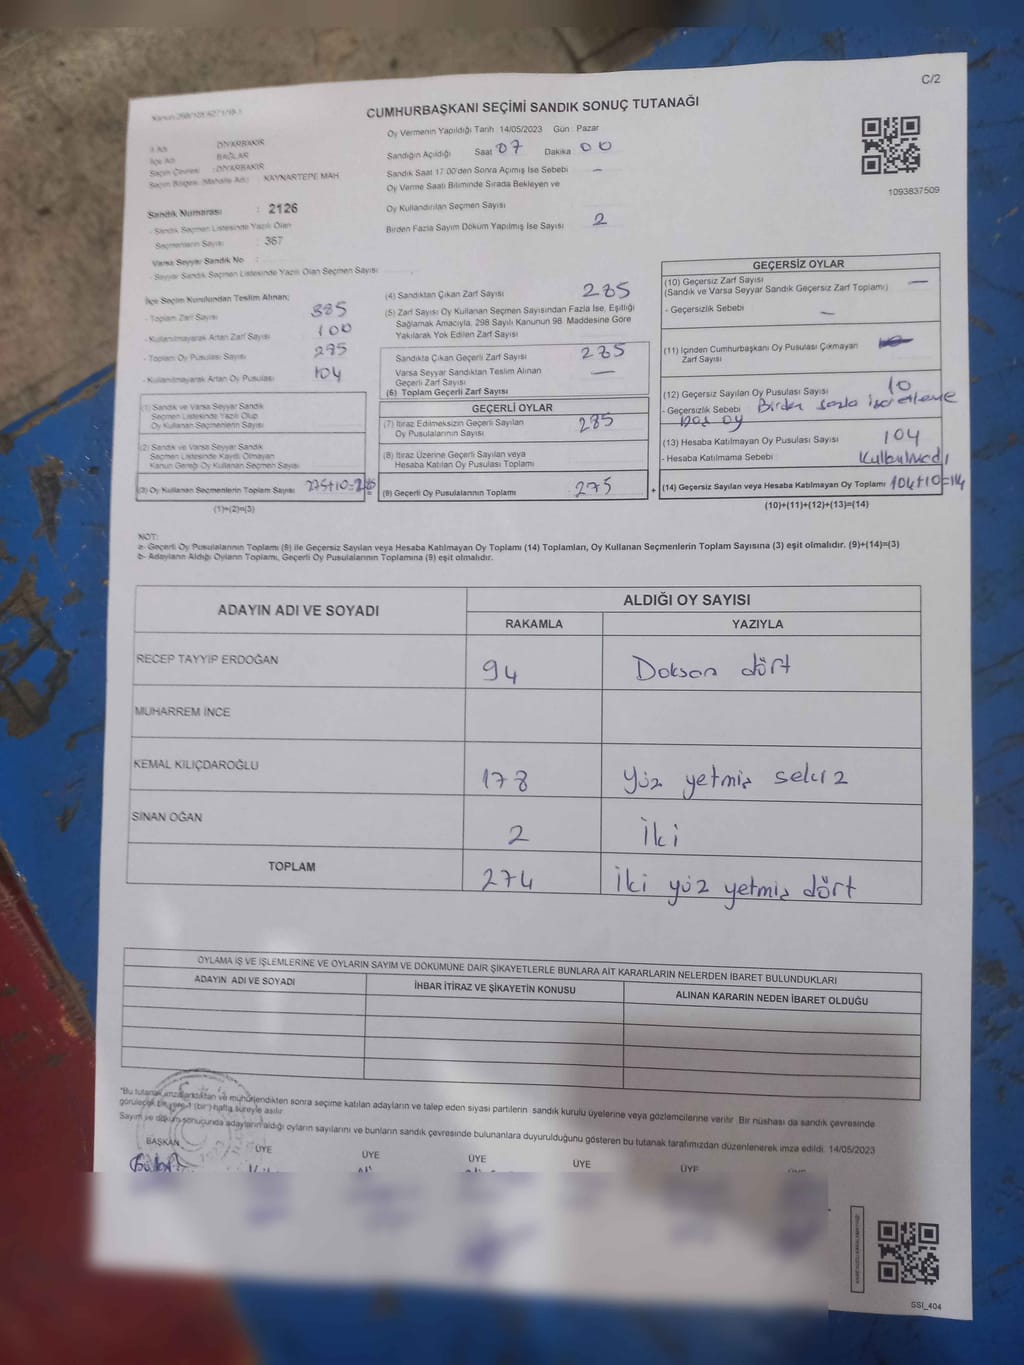 C/2
CUMHURBAŞKANI SEÇİMİ SANDIK SONUÇ TUTANAĞI
Oy Vermenin Yapıldığı Tarih 14/05/2023 Gün : Pazar
Sandığın Açıldığı Saat 07 Dakika 00
Sandık Saat 17.00'den Sonra Açımış İse Sebebi –
Oy Verme Saati Bitiminde Sırada Bekleyen ve
Oy Kullandırılan Seçmen Sayısı
Birden Fazla Sayım Döküm Yapılmış İse Sayısı 2
1093837509
İl Adı : DİYARBAKIR
İlçe Adı : BAĞLAR
Seçim Çevresi : DİYARBAKIR
Seçim Bölgesi (Mahalle Adı) : KAYNARTEPE MAH
Sandık Numarası : 2126
- Sandık Seçmen Listesinde Yazılı Olan
Seçmenlerin Sayısı : 367
Varsa Seyyar Sandık No :
- Seyyar Sandık Seçmen Listesinde Yazılı Olan Seçmen Sayısı
İlçe Seçim Kurulundan Teslim Alınan;
- Toplam Zarf Sayısı 385
- Kullanılmayarak Artan Zarf Sayısı 100
- Toplam Oy Pusulası Sayısı
- Kullanılmayarak Artan Oy Pusulası 104
(1) Sandık ve Varsa Seyyar Sandık
Seçmen Listesinde Yazılı Olup
Oy Kullanan Seçmenlerin Sayısı
(2) Sandık ve Varsa Seyyar Sandık
Seçmen Listesinde Kayıtlı Olmayan
Kanun Gereği Oy Kullanan Seçmen Sayısı
(3) Oy Kullanan Seçmenlerin Toplam Sayısı 275+10=285
(1)+(2)=(3)
(4) Sandıktan Çıkan Zarf Sayısı 285
(5) Zarf Sayısı Oy Kullanan Seçmen Sayısından Fazla İse, Eşitliği
Sağlamak Amacıyla, 298 Sayılı Kanunun 98. Maddesine Göre
Yakılarak Yok Edilen Zarf Sayısı
Sandıkta Çıkan Geçerli Zarf Sayısı 285
Varsa Seyyar Sandıktan Teslim Alınan –
Geçerli Zarf Sayısı
(6) Toplam Geçerli Zarf Sayısı
GEÇERLİ OYLAR
(7) İtiraz Edilmeksizin Geçerli Sayılan 285
Oy Pusulalarının Sayısı
(8) İtiraz Üzerine Geçerli Sayılan veya
Hesaba Katılan Oy Pusulası Toplamı
(9) Geçerli Oy Pusulalarının Toplamı 275
+
GEÇERSİZ OYLAR
(10) Geçersiz Zarf Sayısı –
(Sandık ve Varsa Seyyar Sandık Geçersiz Zarf Toplamı)
- Geçersizlik Sebebi –
(11) İçinden Cumhurbaşkanı Oy Pusulası Çıkmayan
Zarf Sayısı
(12) Geçersiz Sayılan Oy Pusulası Sayısı 10
- Geçersizlik Sebebi Birden fazla işaretleme
boş oy
(13) Hesaba Katılmayan Oy Pusulası Sayısı 104
- Hesaba Katılmama Sebebi Kullanılmadı
(14) Geçersiz Sayılan veya Hesaba Katılmayan Oy Toplamı 104+10=114
(10)+(11)+(12)+(13)=(14)
NOT:
a- Geçerli Oy Pusulalarının Toplamı (9) ile Geçersiz Sayılan veya Hesaba Katılmayan Oy Toplamı (14) Toplamları, Oy Kullanan Seçmenlerin Toplam Sayısına (3) eşit olmalıdır. (9)+(14)=(3)
b- Adayların Aldığı Oyların Toplamı, Geçerli Oy Pusulalarının Toplamına (9) eşit olmalıdır.
ADAYIN ADI VE SOYADI
ALDIĞI OY SAYISI
RAKAMLA YAZIYLA
RECEP TAYYİP ERDOĞAN 94 Doksan dört
MUHARREM İNCE
KEMAL KILIÇDAROĞLU 178 Yüz yetmiş sekiz
SİNAN OĞAN 2 İki
TOPLAM 274 İki yüz yetmiş dört
OYLAMA İŞ VE İŞLEMLERİNE VE OYLARIN SAYIM VE DÖKÜMÜNE DAİR ŞİKAYETLERLE BUNLARA AİT KARARLARIN NELERDEN İBARET BULUNDUKLARI
ADAYIN ADI VE SOYADI İHBAR İTİRAZ VE ŞİKAYETİN KONUSU ALINAN KARARIN NEDEN İBARET OLDUĞU
*Bu tutanak imzalandıktan ve mühürlendikten sonra seçime katılan adayların ve talep eden siyasi partilerin sandık kurulu üyelerine veya gözlemcilerine verilir. Bir nüshası da sandık çevresinde
görülecek bir yere 1 (bir) hafta süreyle asılır.
Sayım ve döküm sonucunda adayların aldığı oyların sayılarını ve bunların sandık çevresinde bulunanlara duyurulduğunu gösteren bu tutanak tarafımızdan düzenlenerek imza edildi. 14/05/2023
BAŞKAN ÜYE ÜYE ÜYE ÜYE ÜYE
SSI_404